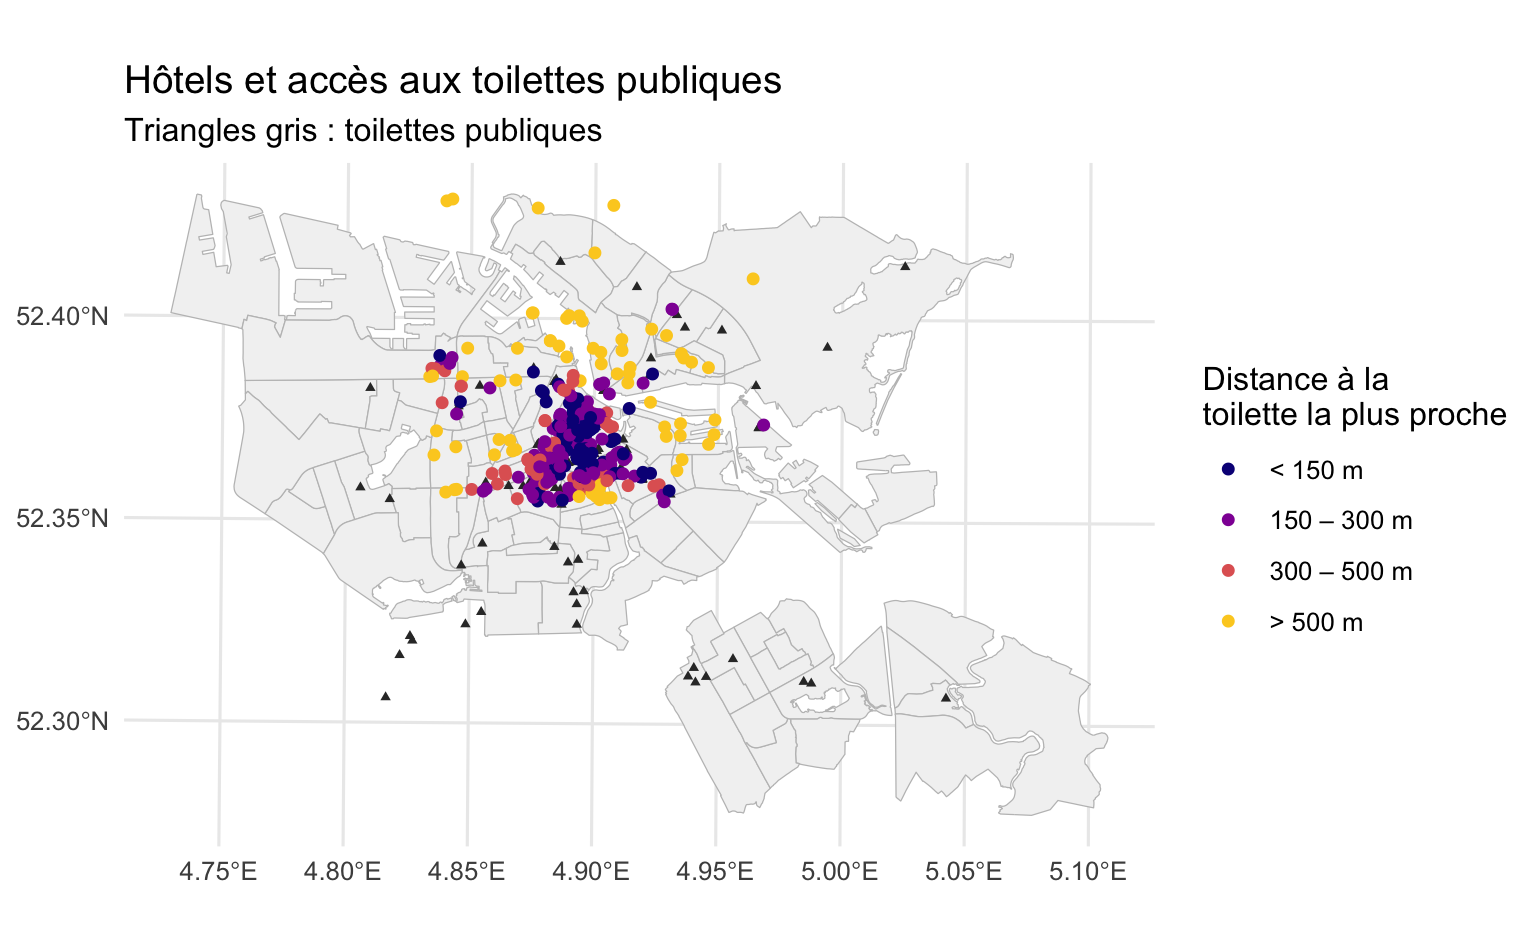 Hôtels et accès aux toilettes publiques
Triangles gris : toilettes publiques
52.40°N
52.35°N
52.30°N
4.75°E
4.80°E
4.85°E
4.90°E
4.95°E
5.00°E
5.05°E
5.10°E
Distance à la
toilette la plus proche
< 150 m
150 – 300 m
300 – 500 m
> 500 m